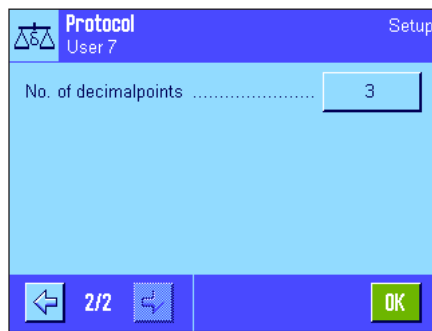 Protocol
Setup
User 7
No. of decimalpoints ........................ 3
2/2
OK